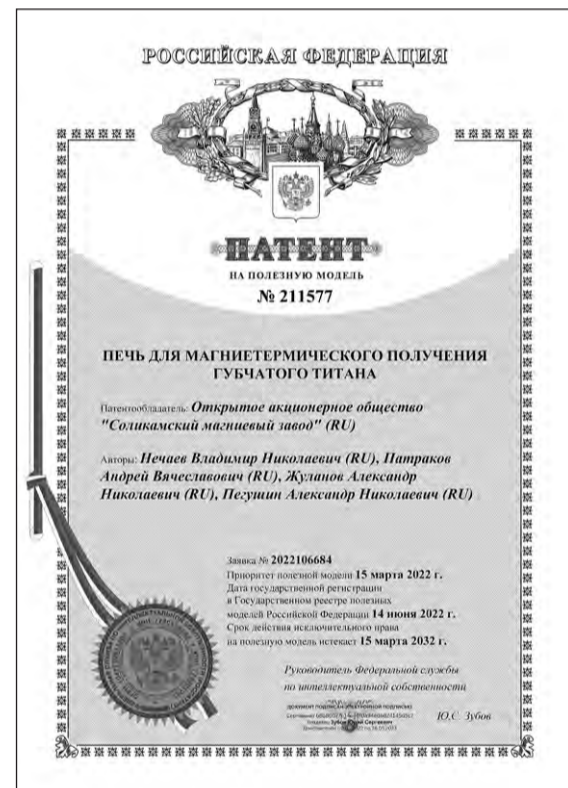 РОССИЙСКАЯ ФЕДЕРАЦИЯ
ПАТЕНТ
НА ПОЛЕЗНУЮ МОДЕЛЬ
№ 211577
ПЕЧЬ ДЛЯ МАГНИЕТЕРМИЧЕСКОГО ПОЛУЧЕНИЯ
ГУБЧАТОГО ТИТАНА
Патентообладатель: Открытое акционерное общество
"Соликамский магниевый завод" (RU)
Авторы: Нечаев Владимир Николаевич (RU), Патраков
Андрей Вячеславович (RU), Жуланов Александр
Николаевич (RU), Пегушин Александр Николаевич (RU)
Заявка № 2022106684
Приоритет полезной модели 15 марта 2022 г.
Дата государственной регистрации
в Государственном реестре полезных
моделей Российской Федерации 14 июня 2022 г.
Срок действия исключительного права
на полезную модель истекает 15 марта 2032 г.
Руководитель Федеральной службы
по интеллектуальной собственности
ДОКУМЕНТ ПОДПИСАН ЭЛЕКТРОННОЙ ПОДПИСЬЮ
Ю.С. Зубов